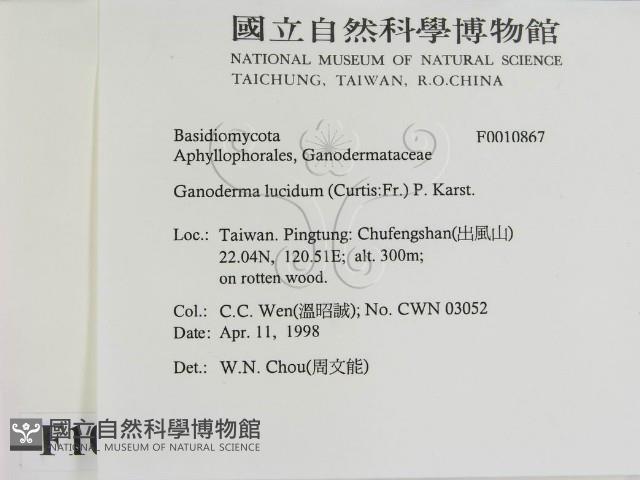 國立自然科學博物館
NATIONAL MUSEUM OF NATURAL SCIENCE
TAICHUNG, TAIWAN, R.O.CHINA
Basidiomycota F0010867
Aphyllophorales, Ganodermataceae
Ganoderma lucidum (Curtis:Fr.) P. Karst.
Loc.: Taiwan. Pingtung: Chufengshan(出風山)
22.04N, 120.51E; alt. 300m;
on rotten wood.
Col.: C.C. Wen(溫昭誠); No. CWN 03052
Date: Apr. 11, 1998
Det.: W.N. Chou(周文能)
國立自然科學博物館
NATIONAL MUSEUM OF NATURAL SCIENCE